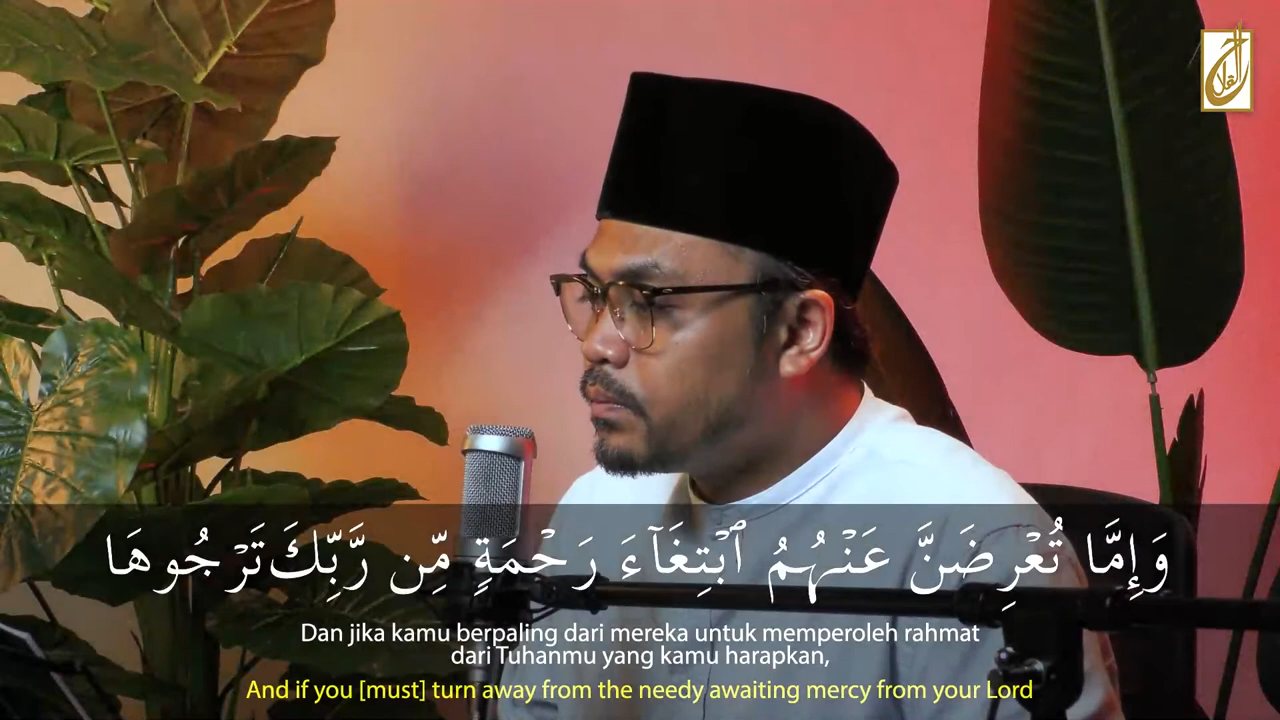 وَإِمَّا تُعْرِضَنَّ عَنْهُمُ ٱبْتِغَآءَ رَحْمَةٍ مِّن رَّبِّكَ تَرْجُوهَا
Dan jika kamu berpaling dari mereka untuk memperoleh rahmat
dari Tuhanmu yang kamu harapkan,
And if you [must] turn away from the needy awaiting mercy from your Lord